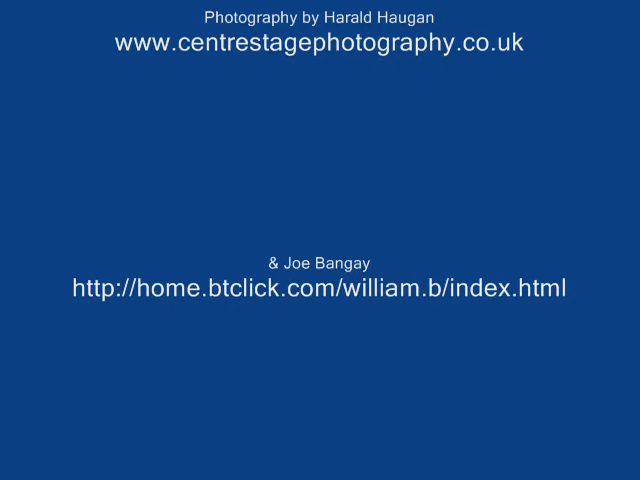 Photography by Harald Haugan
www.centrestagephotography.co.uk
& Joe Bangay
http://home.btclick.com/william.b/index.html